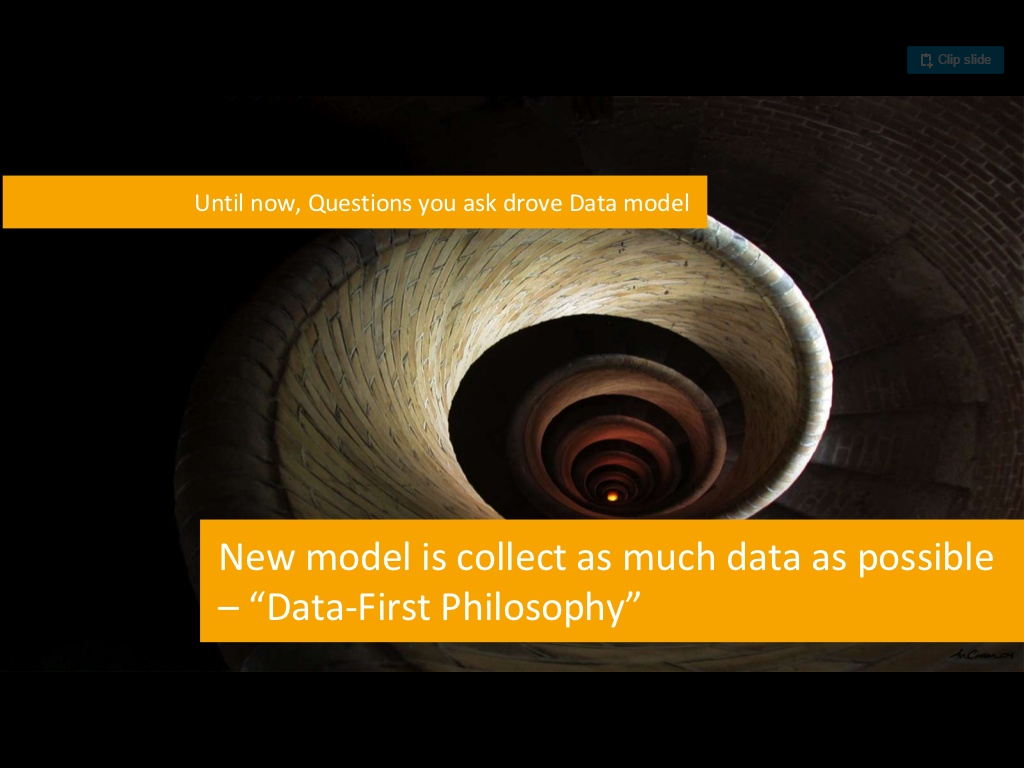 Clip slide
Until now, Questions you ask drove Data model
New model is collect as much data as possible
– “Data-First Philosophy”